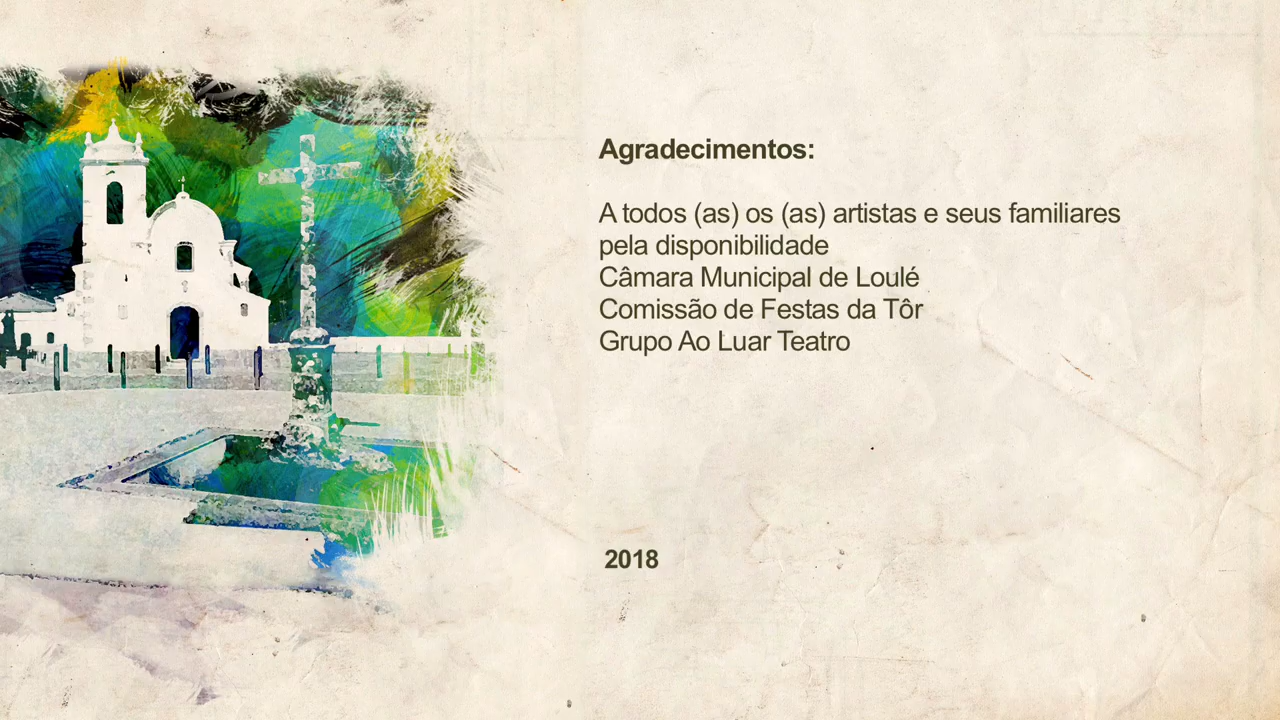 Agradecimentos:
A todos (as) os (as) artistas e seus familiares
pela disponibilidade
Câmara Municipal de Loulé
Comissão de Festas da Tôr
Grupo Ao Luar Teatro
2018